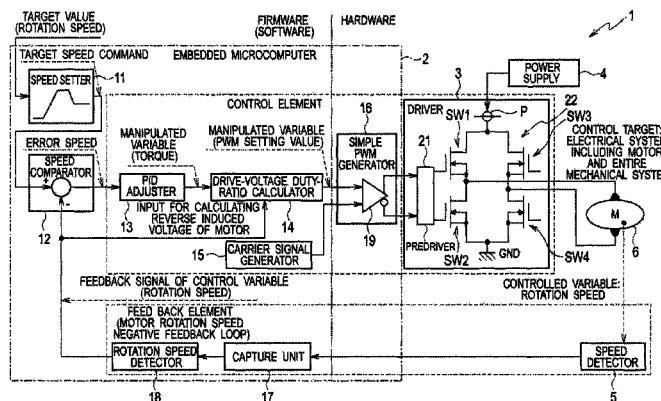 TARGET VALUE
(ROTATION SPEED)
FIRMWARE
(SOFTWARE)
HARDWARE
1
TARGET SPEED COMMAND
EMBEDDED MICROCOMPUTER
2
SPEED SETTER
11
3
POWER SUPPLY
4
CONTROL ELEMENT
16
DRIVER
P
22
SW1
SW3
ERROR SPEED
MANIPULATED VARIABLE (TORQUE)
MANIPULATED VARIABLE
(PWM SETTING VALUE)
SIMPLE PWM GENERATOR
21
CONTROL TARGET:
ELECTRICAL SYSTEM
INCLUDING MOTOR
AND ENTIRE
MECHANICAL SYSTEM
SPEED COMPARATOR
+
-
PID ADJUSTER
DRIVE-VOLTAGE DUTY-RATIO CALCULATOR
M
12
13
INPUT FOR CALCULATING
REVERSE INDUCED
VOLTAGE OF MOTOR
14
19
PREDRIVER
6
15
CARRIER SIGNAL GENERATOR
SW2
GND
SW4
FEEDBACK SIGNAL OF CONTROL VARIABLE
(ROTATION SPEED)
CONTROLLED VARIABLE:
ROTATION SPEED
FEED BACK ELEMENT
(MOTOR ROTATION SPEED
NEGATIVE FEEDBACK LOOP)
ROTATION SPEED DETECTOR
CAPTURE UNIT
SPEED DETECTOR
18
17
5